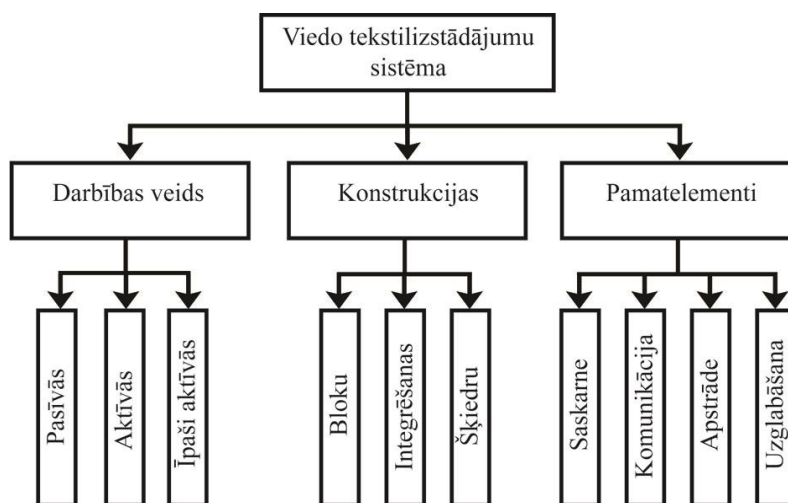 Viedo tekstilizstādājumu
sistēma
Darbības veids
Konstrukcijas
Pamatelementi
Pasīvās
Aktīvās
Īpaši aktīvās
Bloku
Integrēšanas
Šķiedru
Saskarne
Komunikācija
Apstrāde
Uzglabāšana